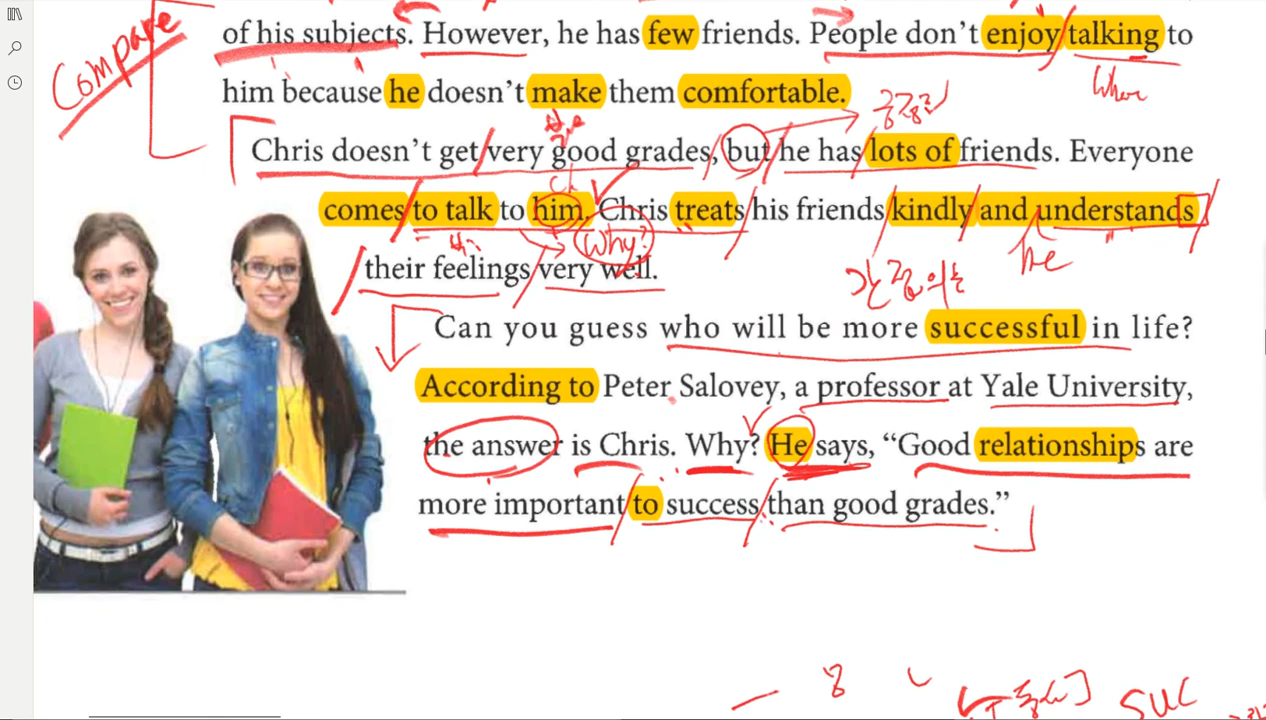 of his subjects. However, he has few friends. People don't enjoy talking to
Compare
him because he doesn't make them comfortable.
Chris doesn't get very good grades, but he has lots of friends. Everyone
comes to talk to him. Chris treats his friends kindly and understands
Why?
he
their feelings very well.
Can you guess who will be more successful in life?
According to Peter Salovey, a professor at Yale University,
the answer is Chris. Why? He says, “Good relationships are
more important to success than good grades.”
suc